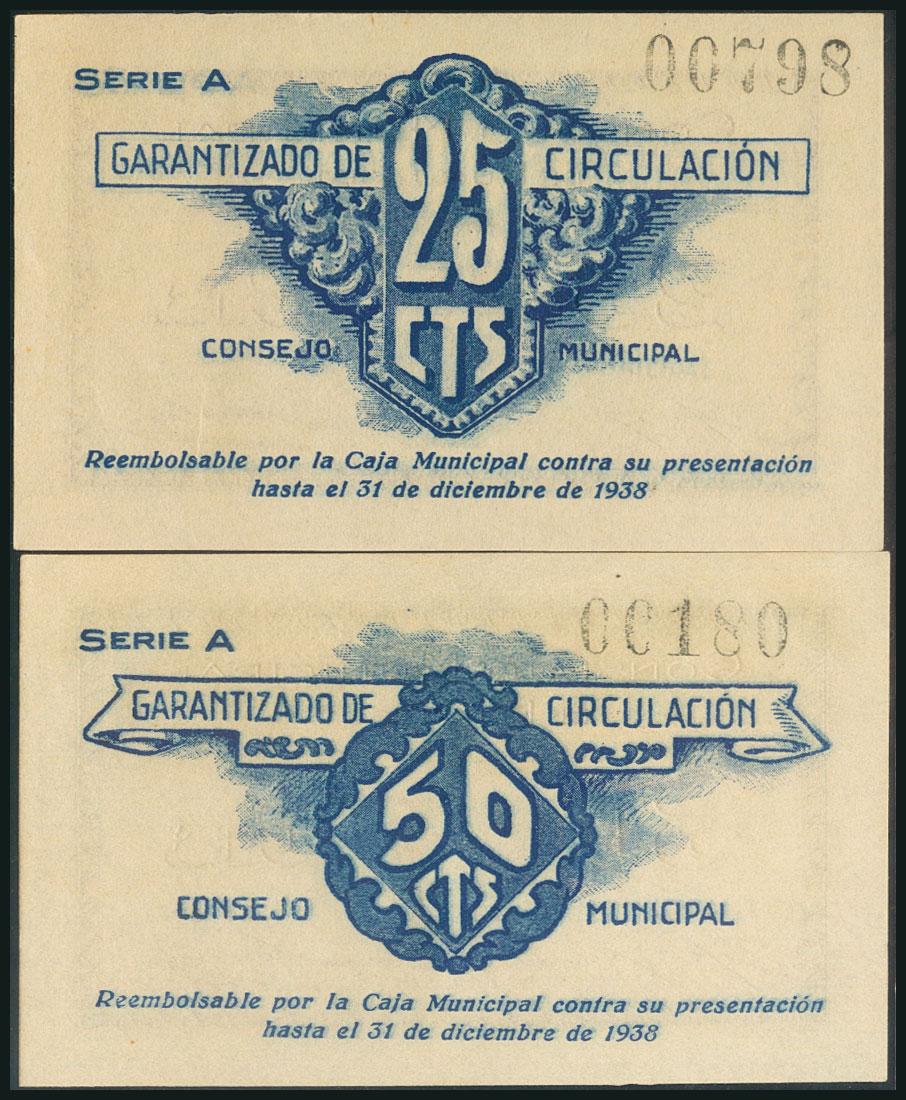 SERIE A 00798
GARANTIZADO DE 25 CIRCULACIÓN
CTS
CONSEJO MUNICIPAL
Reembolsable por la Caja Municipal contra su presentación
hasta el 31 de diciembre de 1938
SERIE A 00180
GARANTIZADO DE CIRCULACIÓN
50
CTS
CONSEJO MUNICIPAL
Reembolsable por la Caja Municipal contra su presentación
hasta el 31 de diciembre de 1938